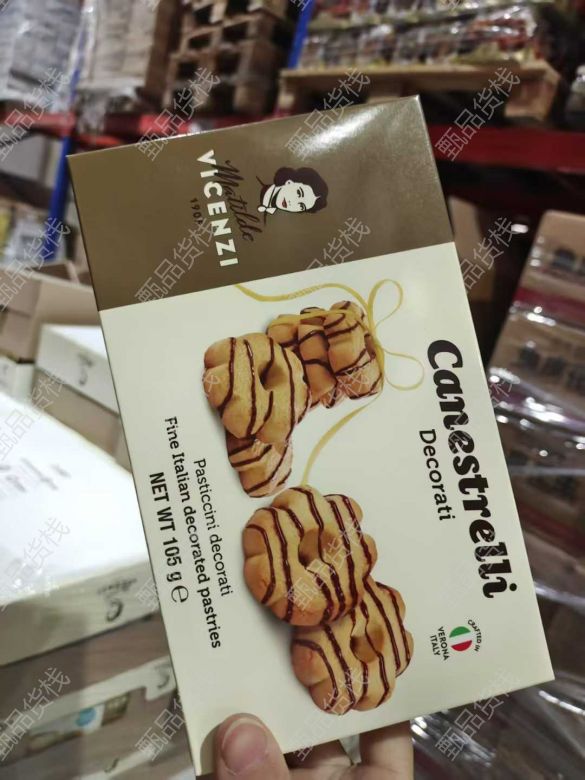 Matilde
VICENZI
1905
Canestrelli
Decorati
Pasticcini decorati
Fine Italian decorated pastries
NET WT 105 g ℮
CRAFTED IN
VERONA
ITALY
甄品货栈